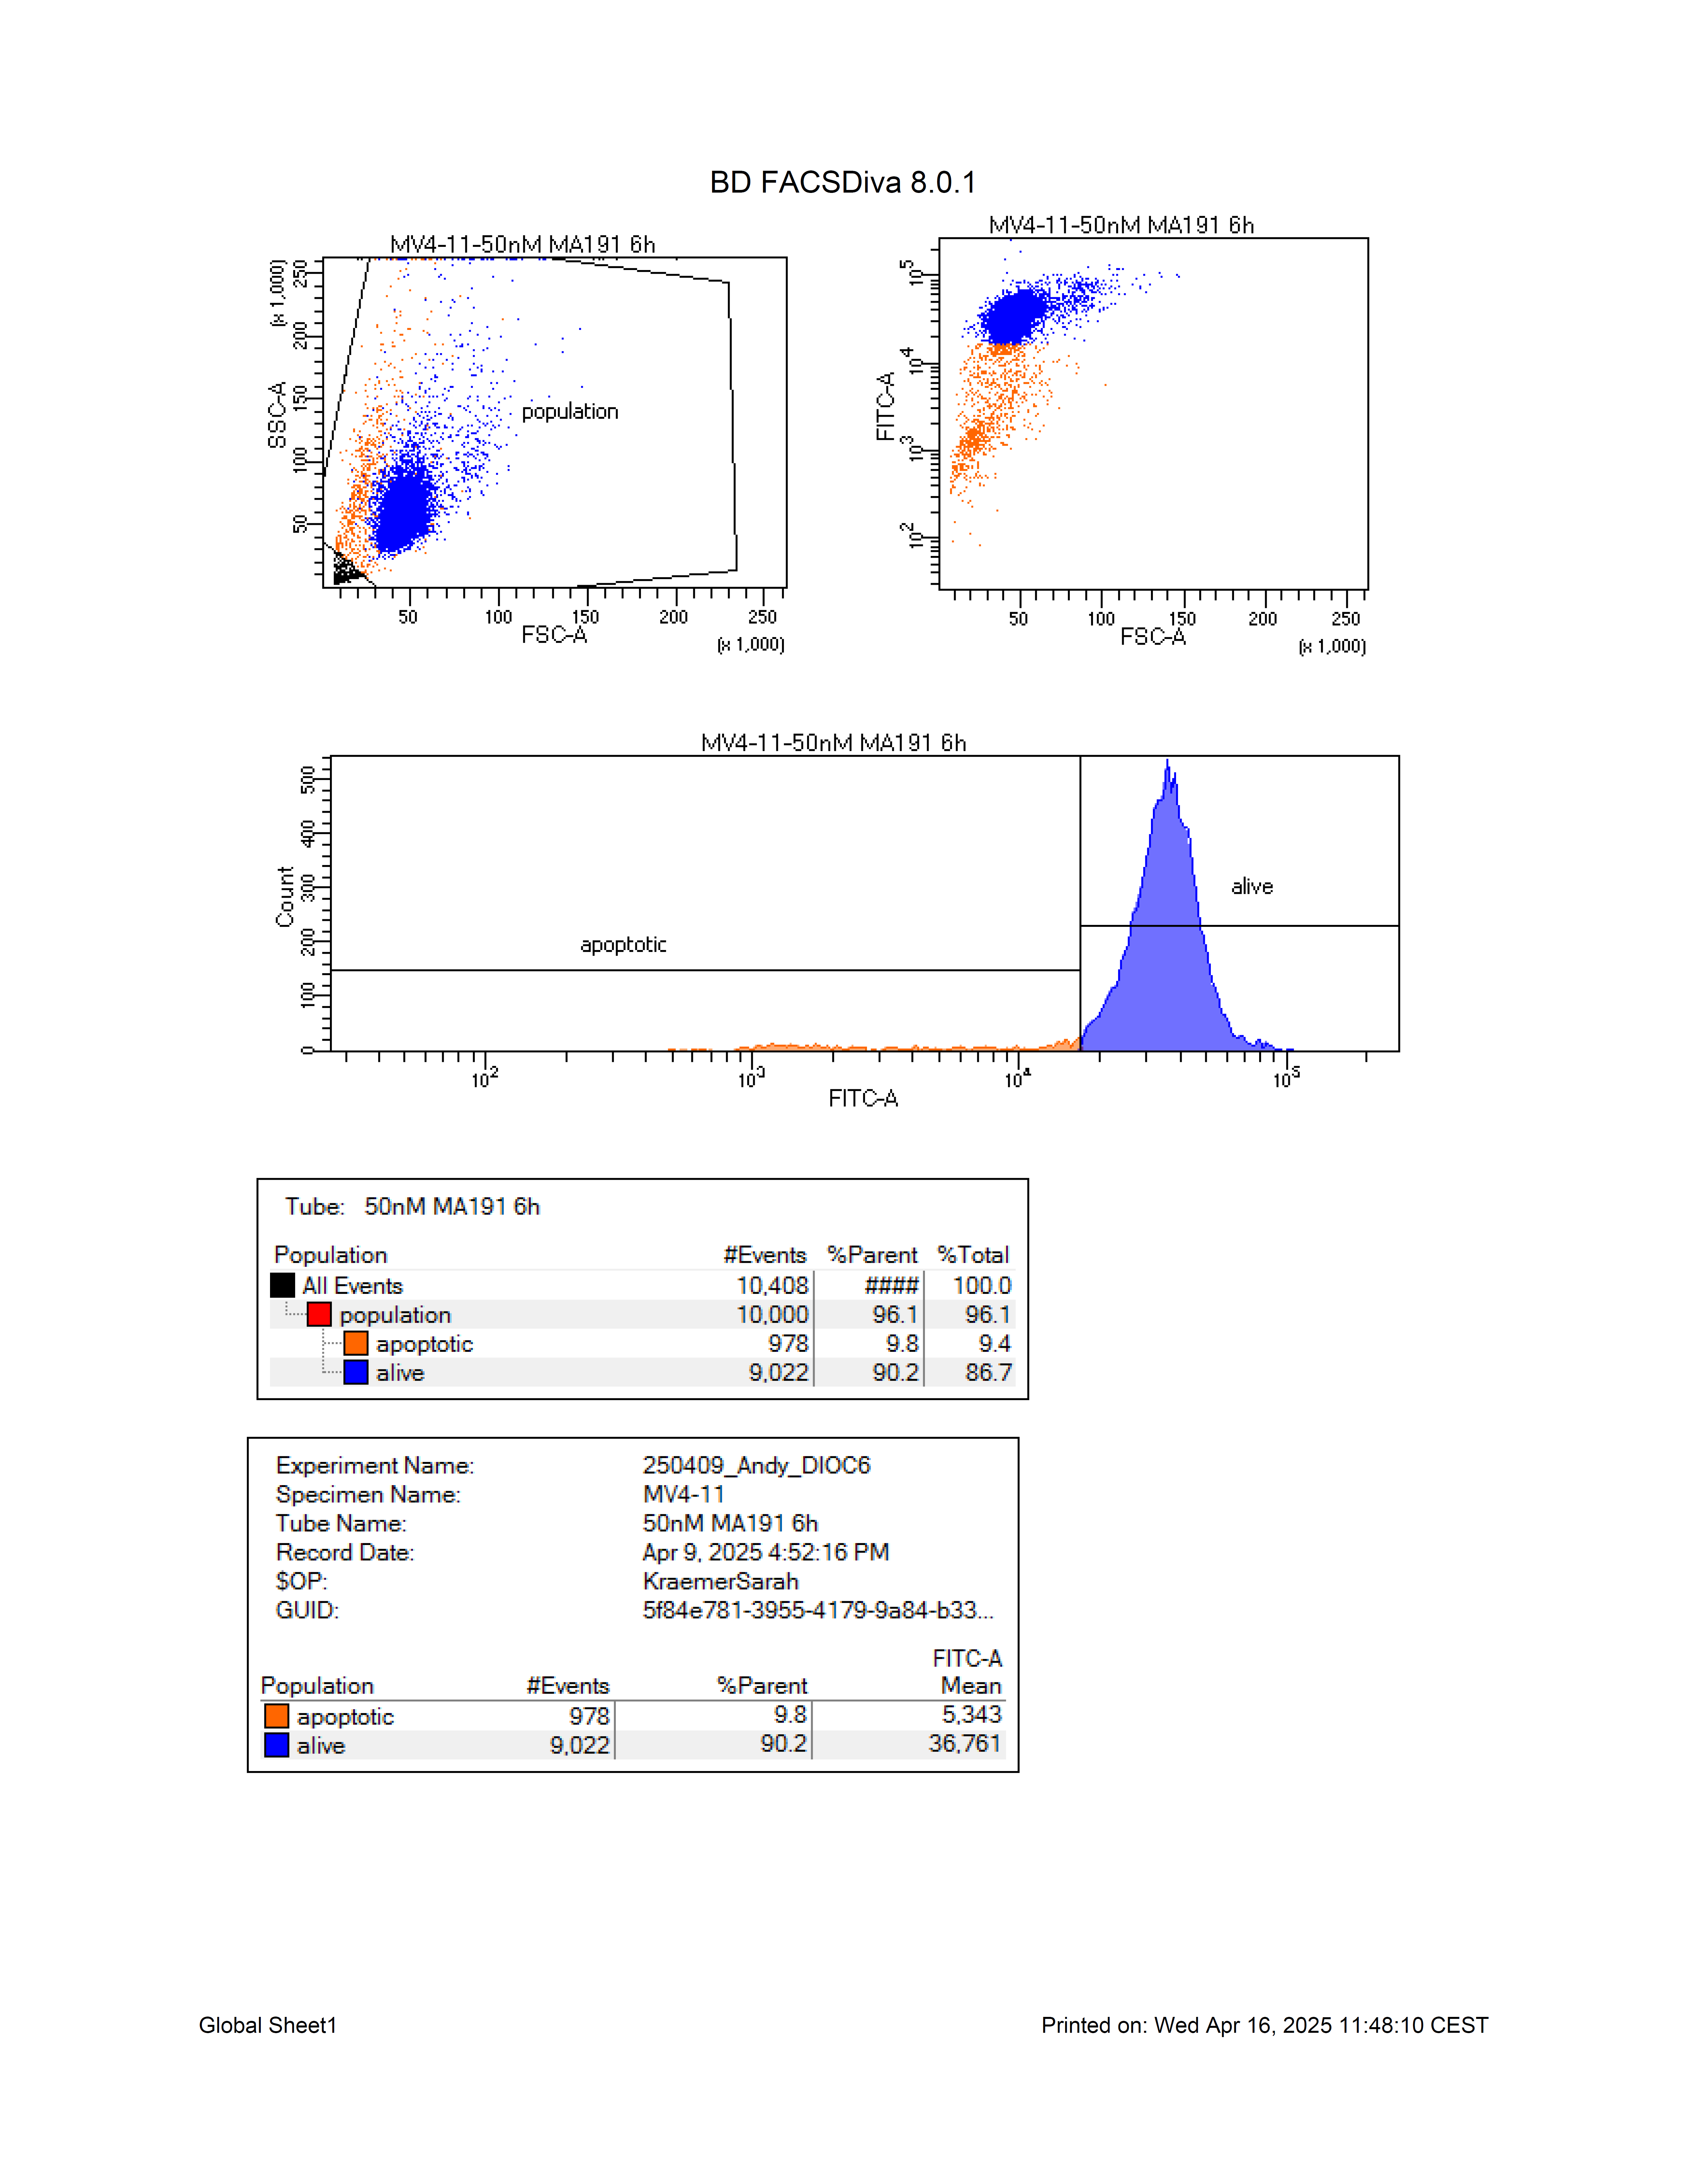 BD FACSDiva 8.0.1
MV4-11-50nM MA191 6h
SSC-A
(x 1,000)
250
200
150
100
50
population
50 100 150 200 250
FSC-A
(x 1,000)
MV4-11-50nM MA191 6h
FITC-A
10^5
10^4
10^3
10^2
50 100 150 200 250
FSC-A
(x 1,000)
MV4-11-50nM MA191 6h
Count
500
400
300
200
100
0
apoptotic
alive
10^2 10^3 10^4 10^5
FITC-A
Tube: 50nM MA191 6h
Population #Events %Parent %Total
All Events 10,408 #### 100.0
population 10,000 96.1 96.1
apoptotic 978 9.8 9.4
alive 9,022 90.2 86.7
Experiment Name: 250409_Andy_DIOC6
Specimen Name: MV4-11
Tube Name: 50nM MA191 6h
Record Date: Apr 9, 2025 4:52:16 PM
$OP: KraemerSarah
GUID: 5f84e781-3955-4179-9a84-b33...
FITC-A
Population #Events %Parent Mean
apoptotic 978 9.8 5,343
alive 9,022 90.2 36,761
Global Sheet1
Printed on: Wed Apr 16, 2025 11:48:10 CEST